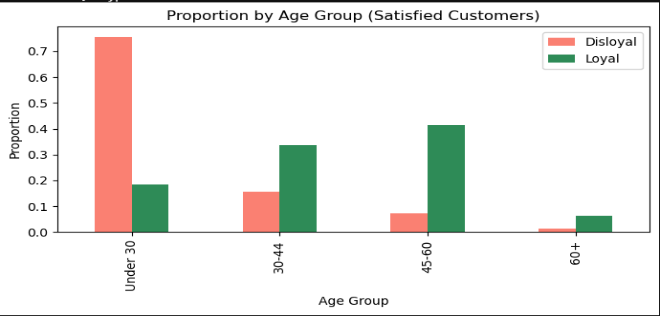 Proportion by Age Group (Satisfied Customers)
Disloyal
Loyal
Proportion
0.7
0.6
0.5
0.4
0.3
0.2
0.1
0.0
Under 30
30-44
45-60
60+
Age Group